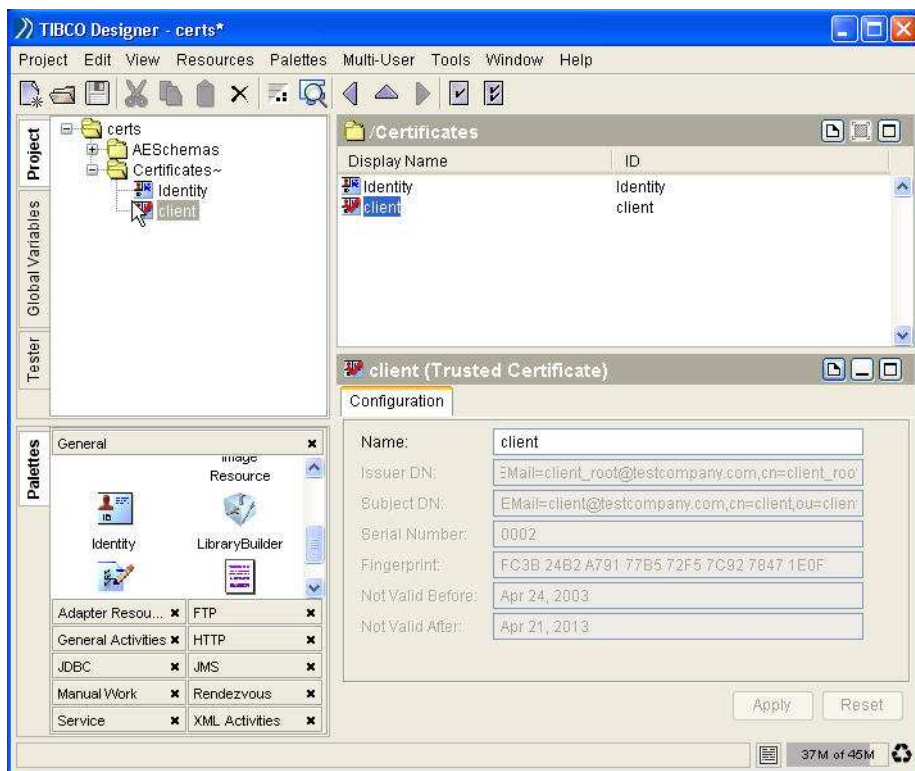 TIBCO Designer - certs*
Project Edit View Resources Palettes Multi-User Tools Window Help
Project
Global Variables
Tester
certs
AESchemas
Certificates~
Identity
client
/Certificates
Display Name ID
Identity Identity
client client
client (Trusted Certificate)
Configuration
Name: client
Issuer DN: EMail=client_root@testcompany.com,cn=client_roo
Subject DN: EMail=client@testcompany.com,cn=client,ou=clien
Serial Number: 0002
Fingerprint: FC3B 24B2 A791 77B5 72F5 7C92 7847 1E0F
Not Valid Before: Apr 24, 2003
Not Valid After: Apr 21, 2013
Apply Reset
Palettes
General
Image
Resource
ID
Identity LibraryBuilder
Adapter Resou... FTP
General Activities HTTP
JDBC JMS
Manual Work Rendezvous
Service XML Activities
37M of 45M